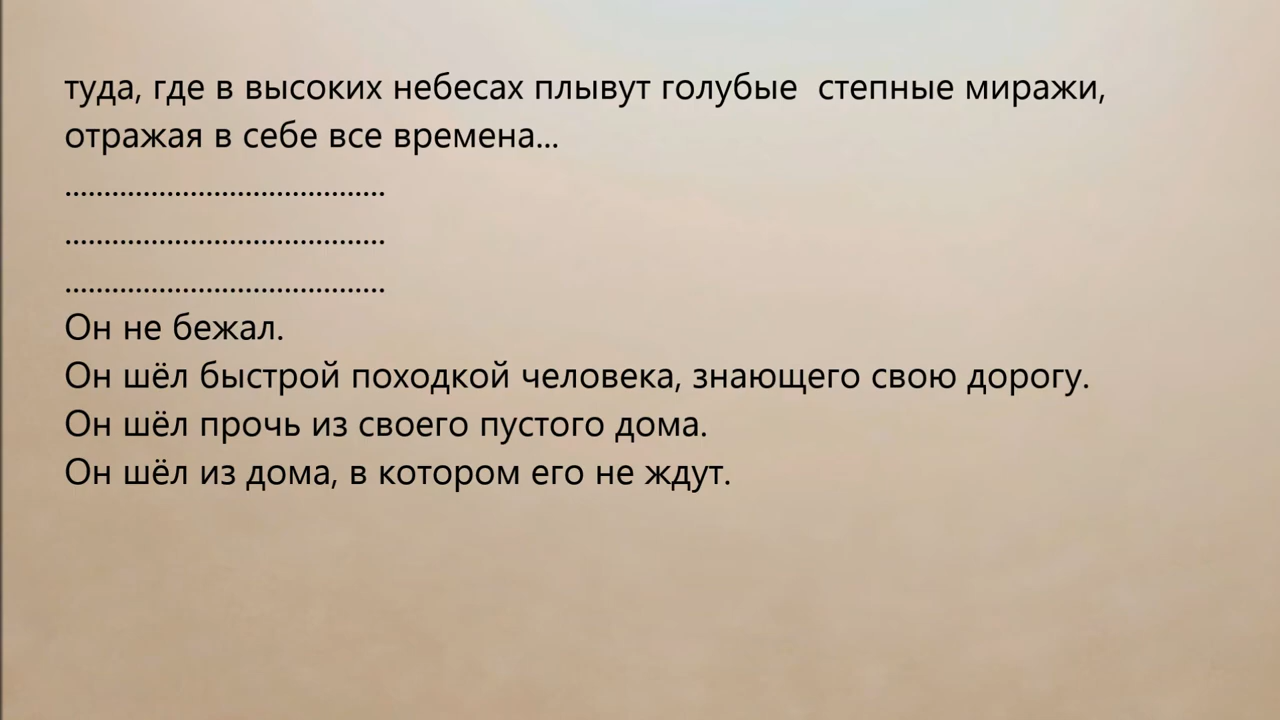 туда, где в высоких небесах плывут голубые  степные миражи,
отражая в себе все времена...
.........................................
.........................................
.........................................
Он не бежал.
Он шёл быстрой походкой человека, знающего свою дорогу.
Он шёл прочь из своего пустого дома.
Он шёл из дома, в котором его не ждут.